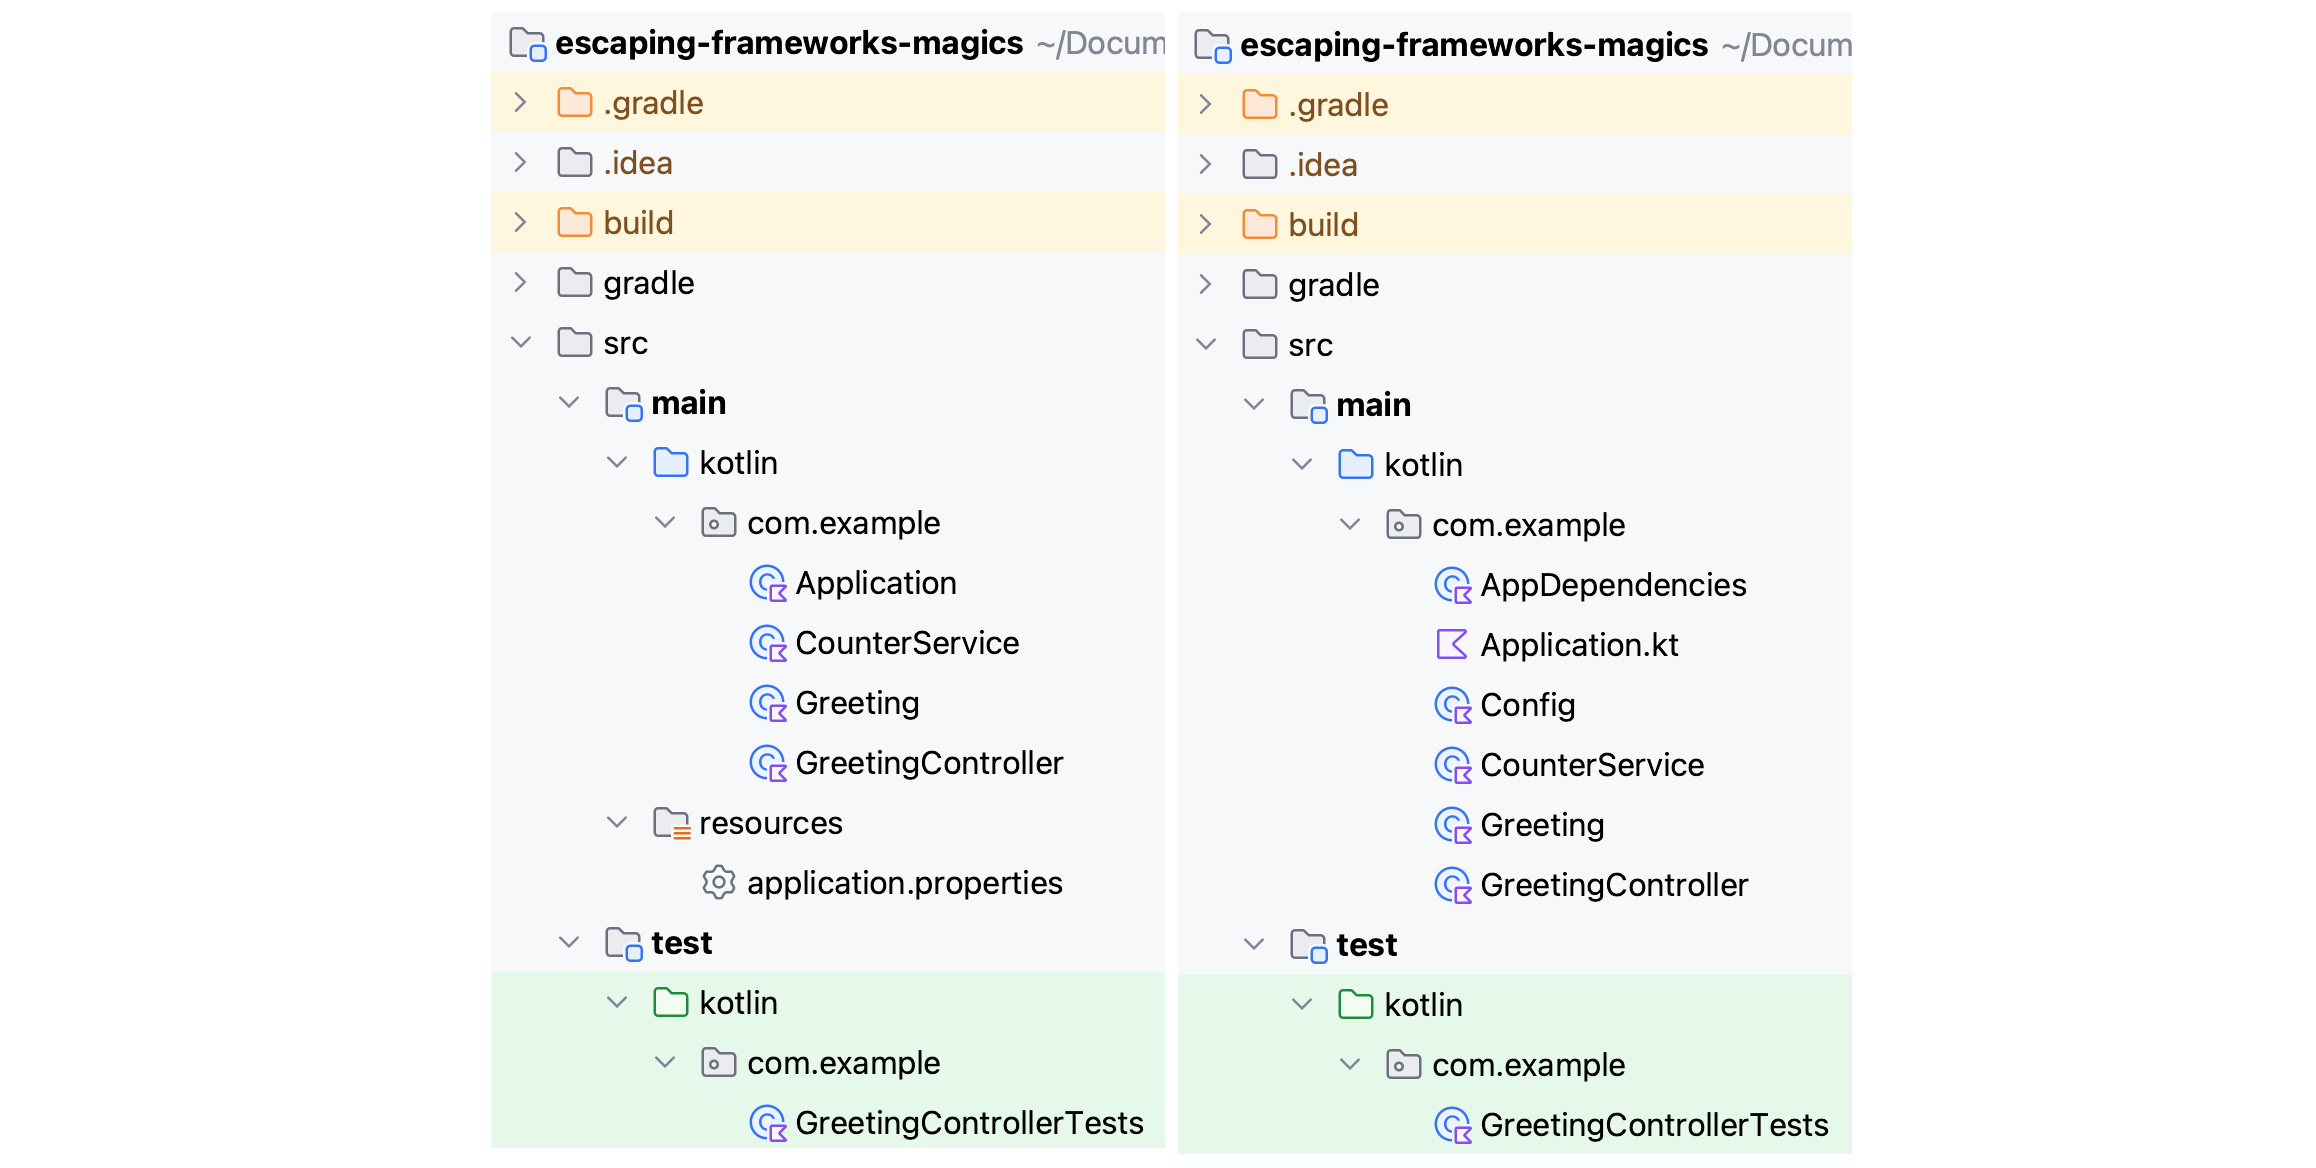 escaping-frameworks-magics ~/Docum
.gradle
.idea
build
gradle
src
main
kotlin
com.example
Application
CounterService
Greeting
GreetingController
resources
application.properties
test
kotlin
com.example
GreetingControllerTests
escaping-frameworks-magics ~/Docum
.gradle
.idea
build
gradle
src
main
kotlin
com.example
AppDependencies
Application.kt
Config
CounterService
Greeting
GreetingController
test
kotlin
com.example
GreetingControllerTests